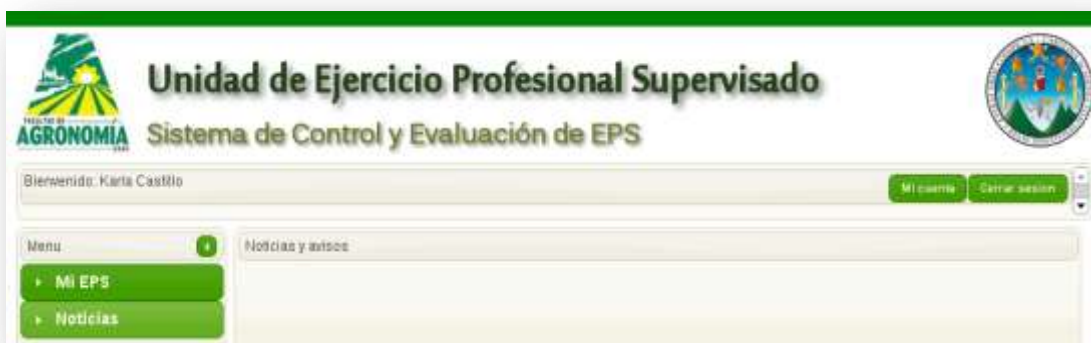 Unidad de Ejercicio Profesional Supervisado
AGRONOMIA
Sistema de Control y Evaluación de EPS
Bienvenido: Karla Castillo
Mi cuenta
Cerrar sesion
Menu
Noticias y avisos
Mi EPS
Noticias